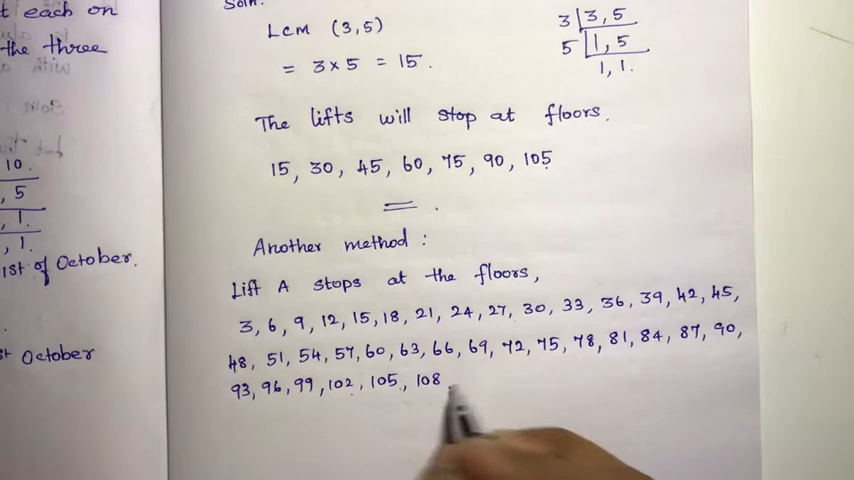 t each on
the three
10.
, 5
, 1
, 1.
1st of October.
st October
Soln:
LCM (3,5)
= 3 × 5 = 15.
3 | 3, 5
5 | 1, 5
1, 1.
The lifts will stop at floors.
15, 30, 45, 60, 75, 90, 105
Another method :
Lift A stops at the floors,
3, 6, 9, 12, 15, 18, 21, 24, 27, 30, 33, 36, 39, 42, 45,
48, 51, 54, 57, 60, 63, 66, 69, 72, 75, 78, 81, 84, 87, 90,
93, 96, 99, 102, 105, 108